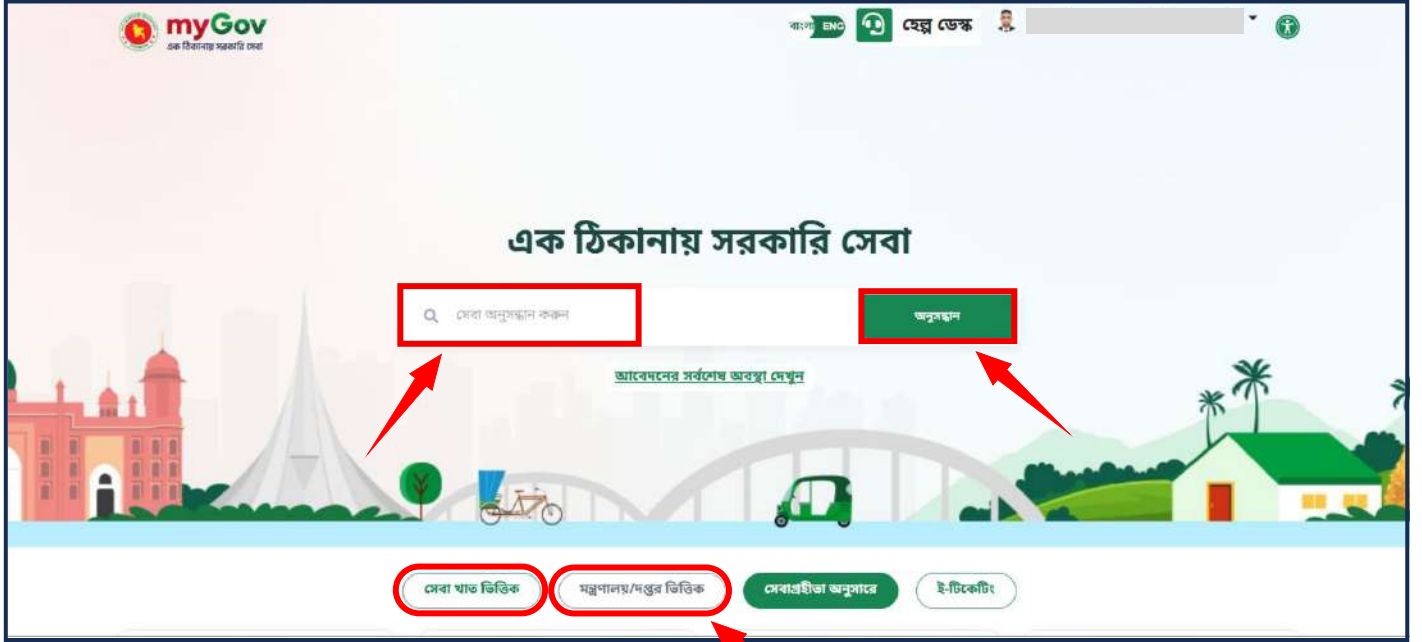 myGov
এক ঠিকানায় সরকারি সেবা
বাংলা ENG হেল্প ডেস্ক
এক ঠিকানায় সরকারি সেবা
সেবা অনুসন্ধান করুন
অনুসন্ধান
আবেদনের সর্বশেষ অবস্থা দেখুন
সেবা খাত ভিত্তিক মন্ত্রণালয়/দপ্তর ভিত্তিক সেবাগ্রহীতা অনুসারে ই-টিকেটিং